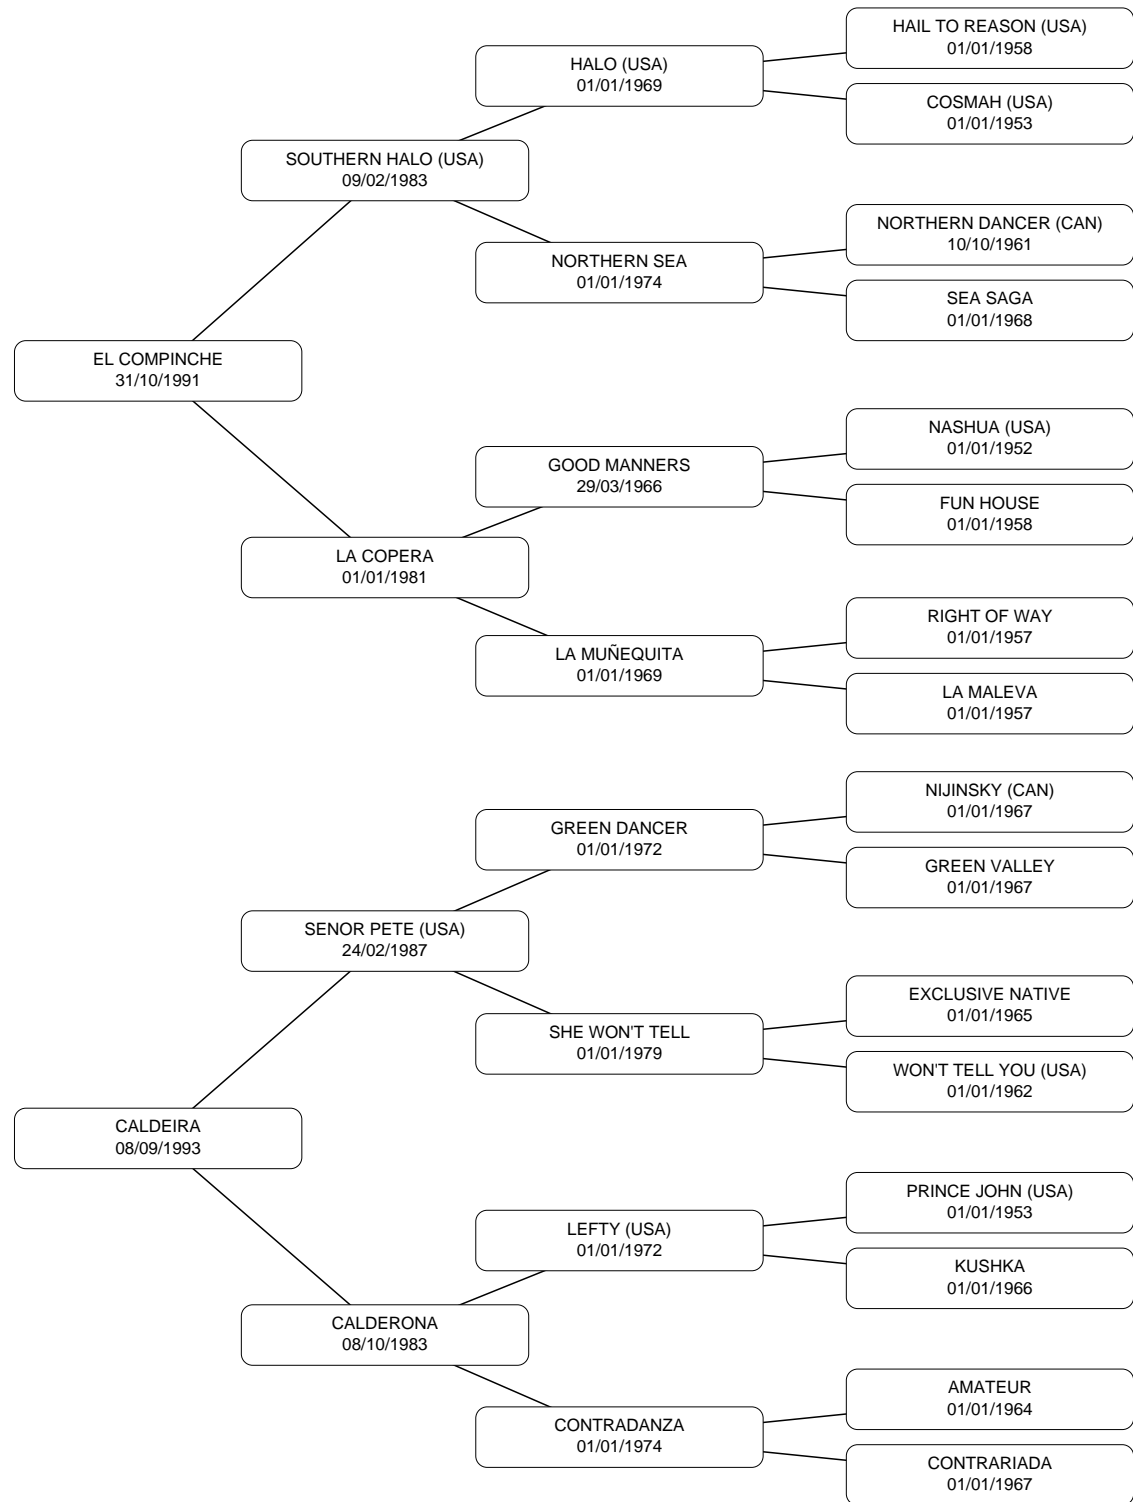 HAIL TO REASON (USA)
01/01/1958
HALO (USA)
01/01/1969
COSMAH (USA)
01/01/1953
SOUTHERN HALO (USA)
09/02/1983
NORTHERN DANCER (CAN)
10/10/1961
NORTHERN SEA
01/01/1974
SEA SAGA
01/01/1968
EL COMPINCHE
31/10/1991
NASHUA (USA)
01/01/1952
GOOD MANNERS
29/03/1966
FUN HOUSE
01/01/1958
LA COPERA
01/01/1981
RIGHT OF WAY
01/01/1957
LA MUÑEQUITA
01/01/1969
LA MALEVA
01/01/1957
NIJINSKY (CAN)
01/01/1967
GREEN DANCER
01/01/1972
GREEN VALLEY
01/01/1967
SENOR PETE (USA)
24/02/1987
EXCLUSIVE NATIVE
01/01/1965
SHE WON'T TELL
01/01/1979
WON'T TELL YOU (USA)
01/01/1962
CALDEIRA
08/09/1993
PRINCE JOHN (USA)
01/01/1953
LEFTY (USA)
01/01/1972
KUSHKA
01/01/1966
CALDERONA
08/10/1983
AMATEUR
01/01/1964
CONTRADANZA
01/01/1974
CONTRARIADA
01/01/1967